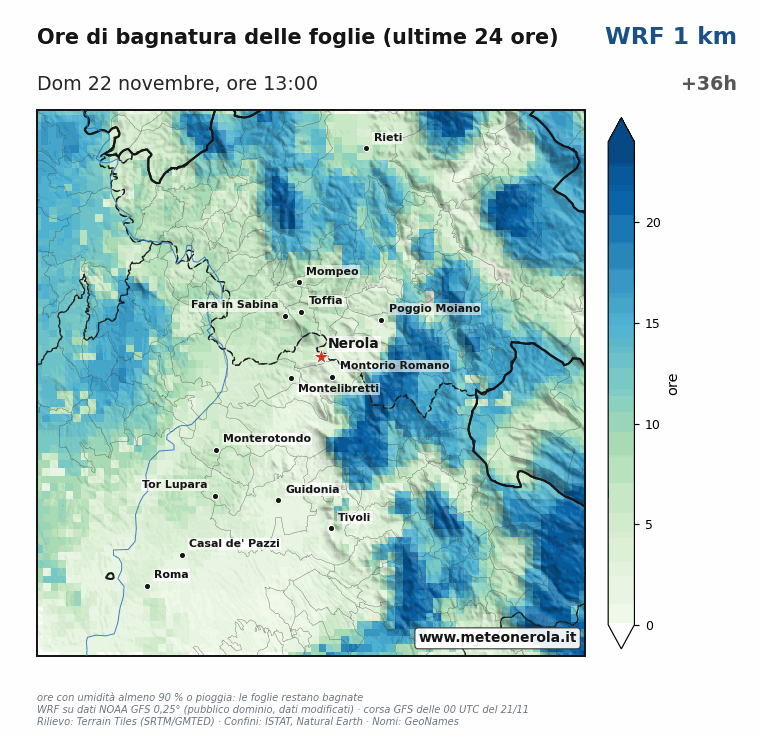 Ore di bagnatura delle foglie (ultime 24 ore)
WRF 1 km
Dom 22 novembre, ore 13:00
+36h
Rieti
Mompeo
Fara in Sabina
Toffia
Poggio Moiano
Nerola
Montorio Romano
Montelibretti
Monterotondo
Tor Lupara
Guidonia
Tivoli
Casal de' Pazzi
Roma
www.meteonerola.it
20
15
10
5
0
ore
ore con umidità almeno 90 % o pioggia: le foglie restano bagnate
WRF su dati NOAA GFS 0,25° (pubblico dominio, dati modificati) · corsa GFS delle 00 UTC del 21/11
Rilievo: Terrain Tiles (SRTM/GMTED) · Confini: ISTAT, Natural Earth · Nomi: GeoNames